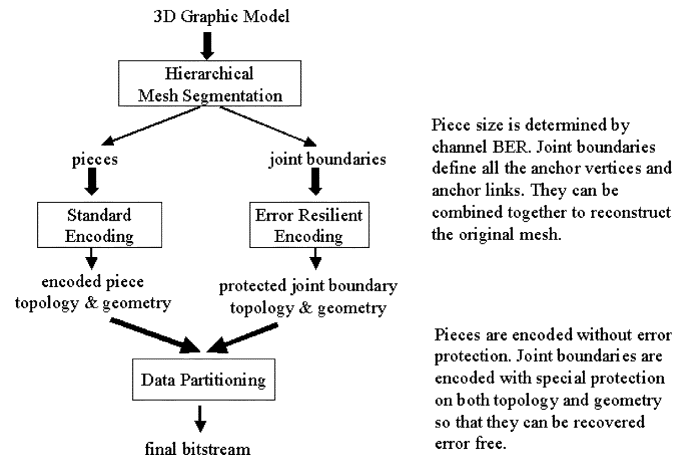 3D Graphic Model
Hierarchical
Mesh Segmentation
pieces
joint boundaries
Standard
Encoding
Error Resilient
Encoding
encoded piece
topology & geometry
protected joint boundary
topology & geometry
Data Partitioning
final bitstream
Piece size is determined by
channel BER. Joint boundaries
define all the anchor vertices and
anchor links. They can be
combined together to reconstruct
the original mesh.
Pieces are encoded without error
protection. Joint boundaries are
encoded with special protection
on both topology and geometry
so that they can be recovered
error free.